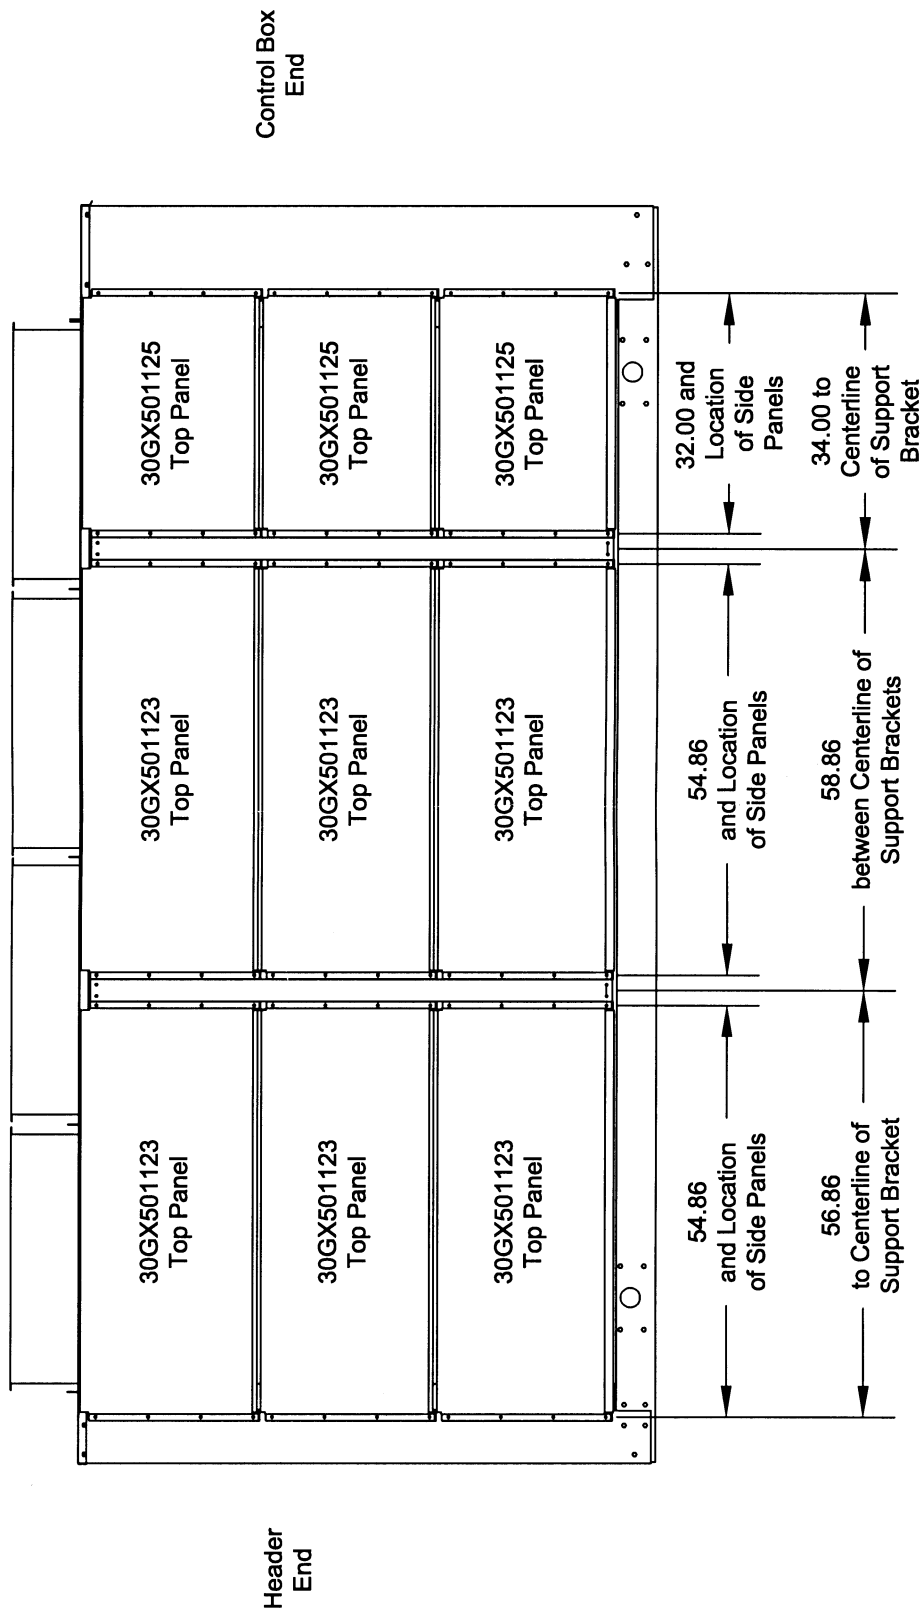 Control Box
End
30GX501125
Top Panel
30GX501125
Top Panel
30GX501125
Top Panel
32.00 and
Location
of Side
Panels
34.00 to
Centerline
of Support
Bracket
30GX501123
Top Panel
30GX501123
Top Panel
30GX501123
Top Panel
54.86
and Location
of Side Panels
58.86
between Centerline of
Support Brackets
30GX501123
Top Panel
30GX501123
Top Panel
30GX501123
Top Panel
54.86
and Location
of Side Panels
56.86
to Centerline of
Support Bracket
Header
End